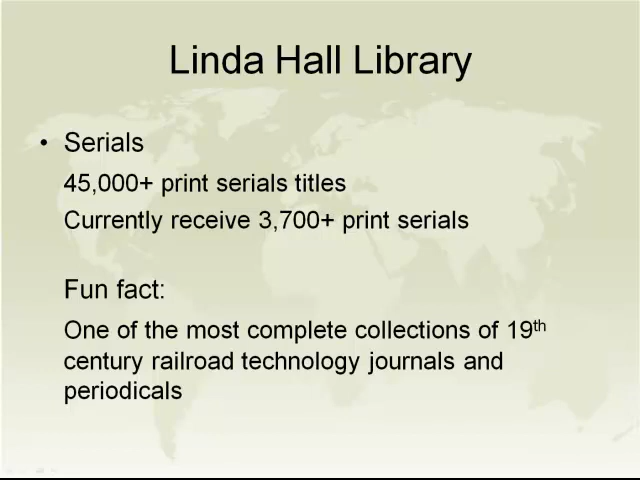 Linda Hall Library
• Serials
45,000+ print serials titles
Currently receive 3,700+ print serials
Fun fact:
One of the most complete collections of 19th
century railroad technology journals and
periodicals